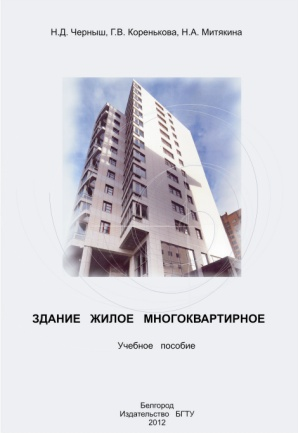 Н.Д. Черныш, Г.В. Коренькова, Н.А. Митякина
ЗДАНИЕ ЖИЛОЕ МНОГОКВАРТИРНОЕ
Учебное пособие
Белгород
Издательство БГТУ
2012